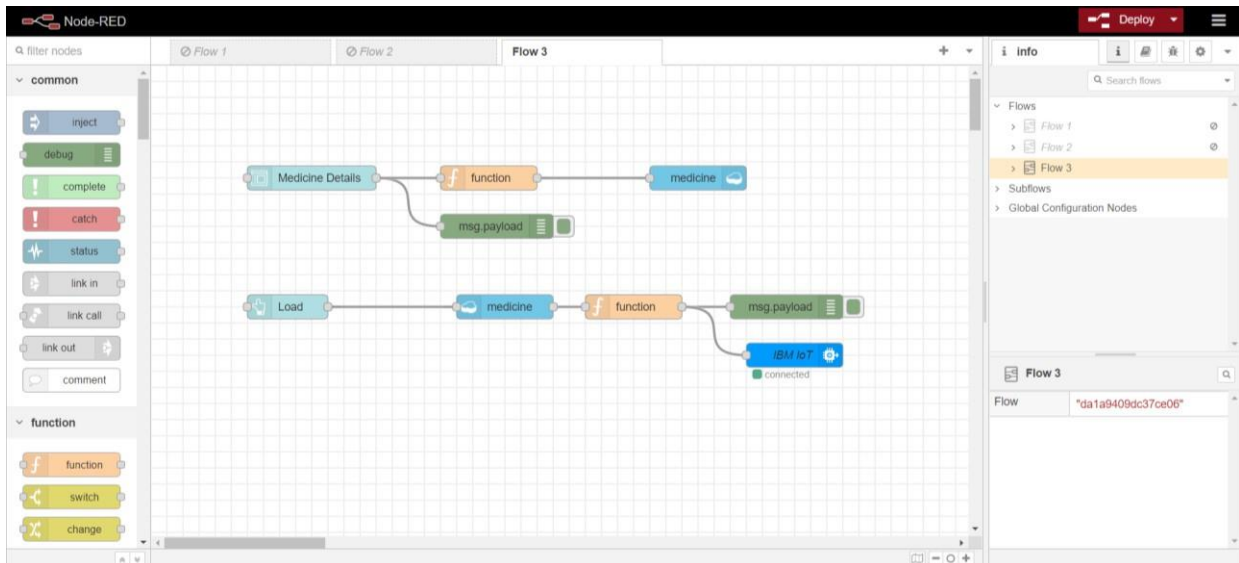 Node-RED
Deploy
filter nodes
Flow 1
Flow 2
Flow 3
info
i
Search flows
common
inject
debug
complete
catch
status
link in
link call
link out
comment
function
function
switch
change
Medicine Details
function
medicine
msg.payload
Load
medicine
function
msg.payload
IBM IoT
connected
Flows
Flow 1
Flow 2
Flow 3
Subflows
Global Configuration Nodes
Flow 3
Flow "da1a9409dc37ce06"